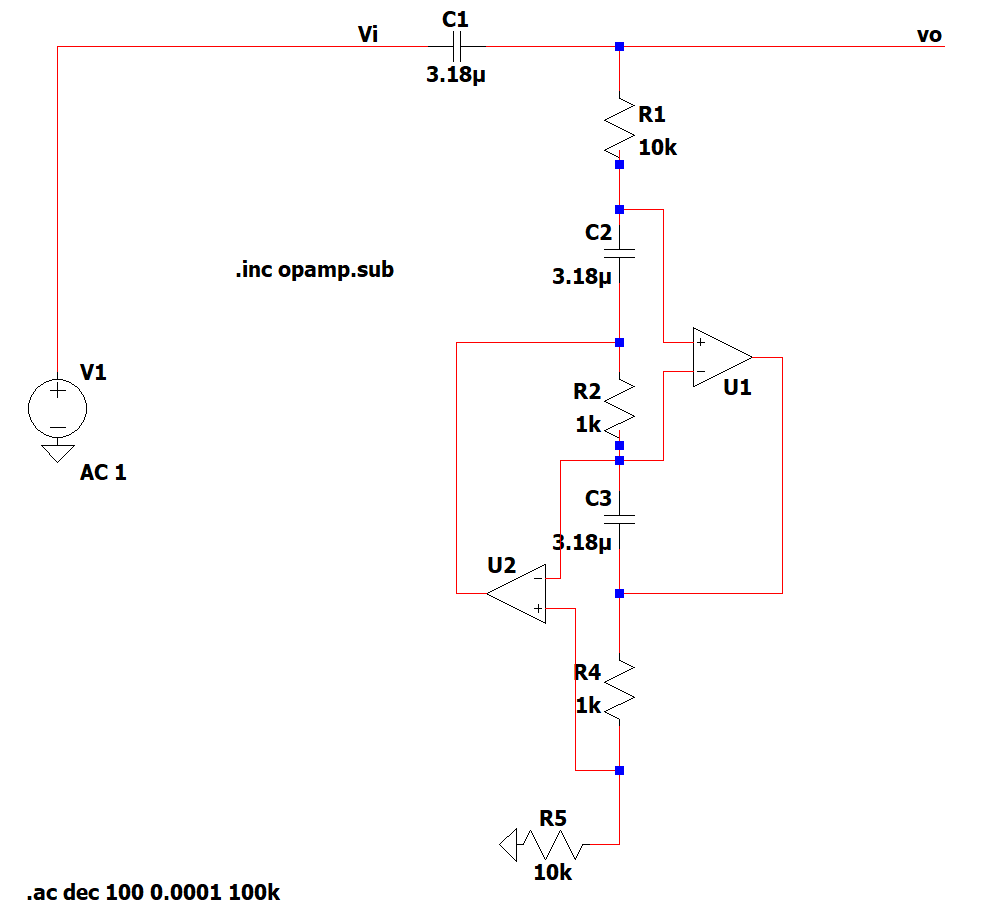 C1
Vi
vo
3.18µ
R1
10k
C2
.inc opamp.sub
3.18µ
+
V1
+
U1
R2
1k
AC 1
C3
3.18µ
U2
+
R4
1k
R5
10k
.ac dec 100 0.0001 100k